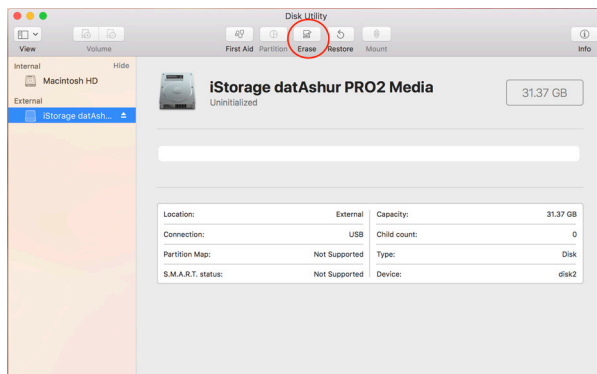 Disk Utility
View Volume First Aid Partition Erase Restore Mount Info
Internal Hide
Macintosh HD
External
iStorage datAsh...
iStorage datAshur PRO2 Media
Uninitialized
31.37 GB
Location: External Capacity: 31.37 GB
Connection: USB Child count: 0
Partition Map: Not Supported Type: Disk
S.M.A.R.T. status: Not Supported Device: disk2